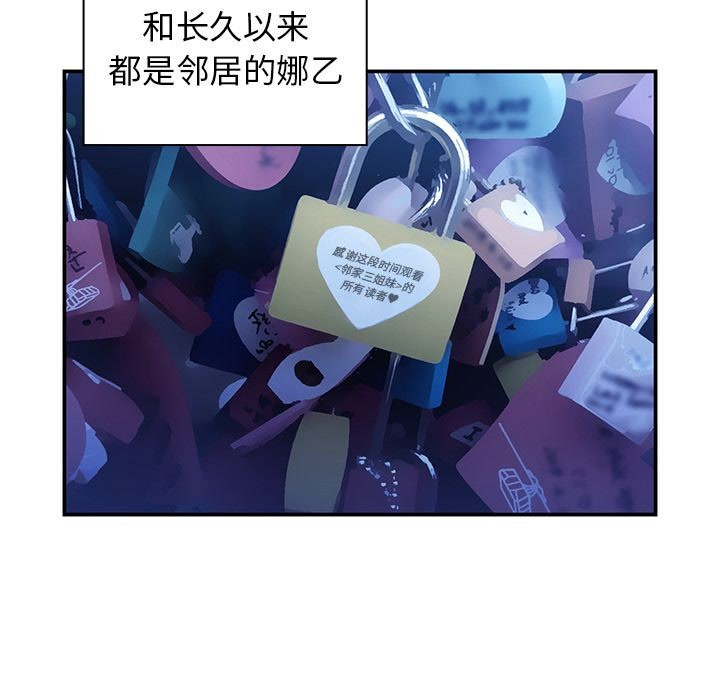 和长久以来
都是邻居的娜乙
感谢这段时间观看
<邻家三姐妹>的
所有读者♥